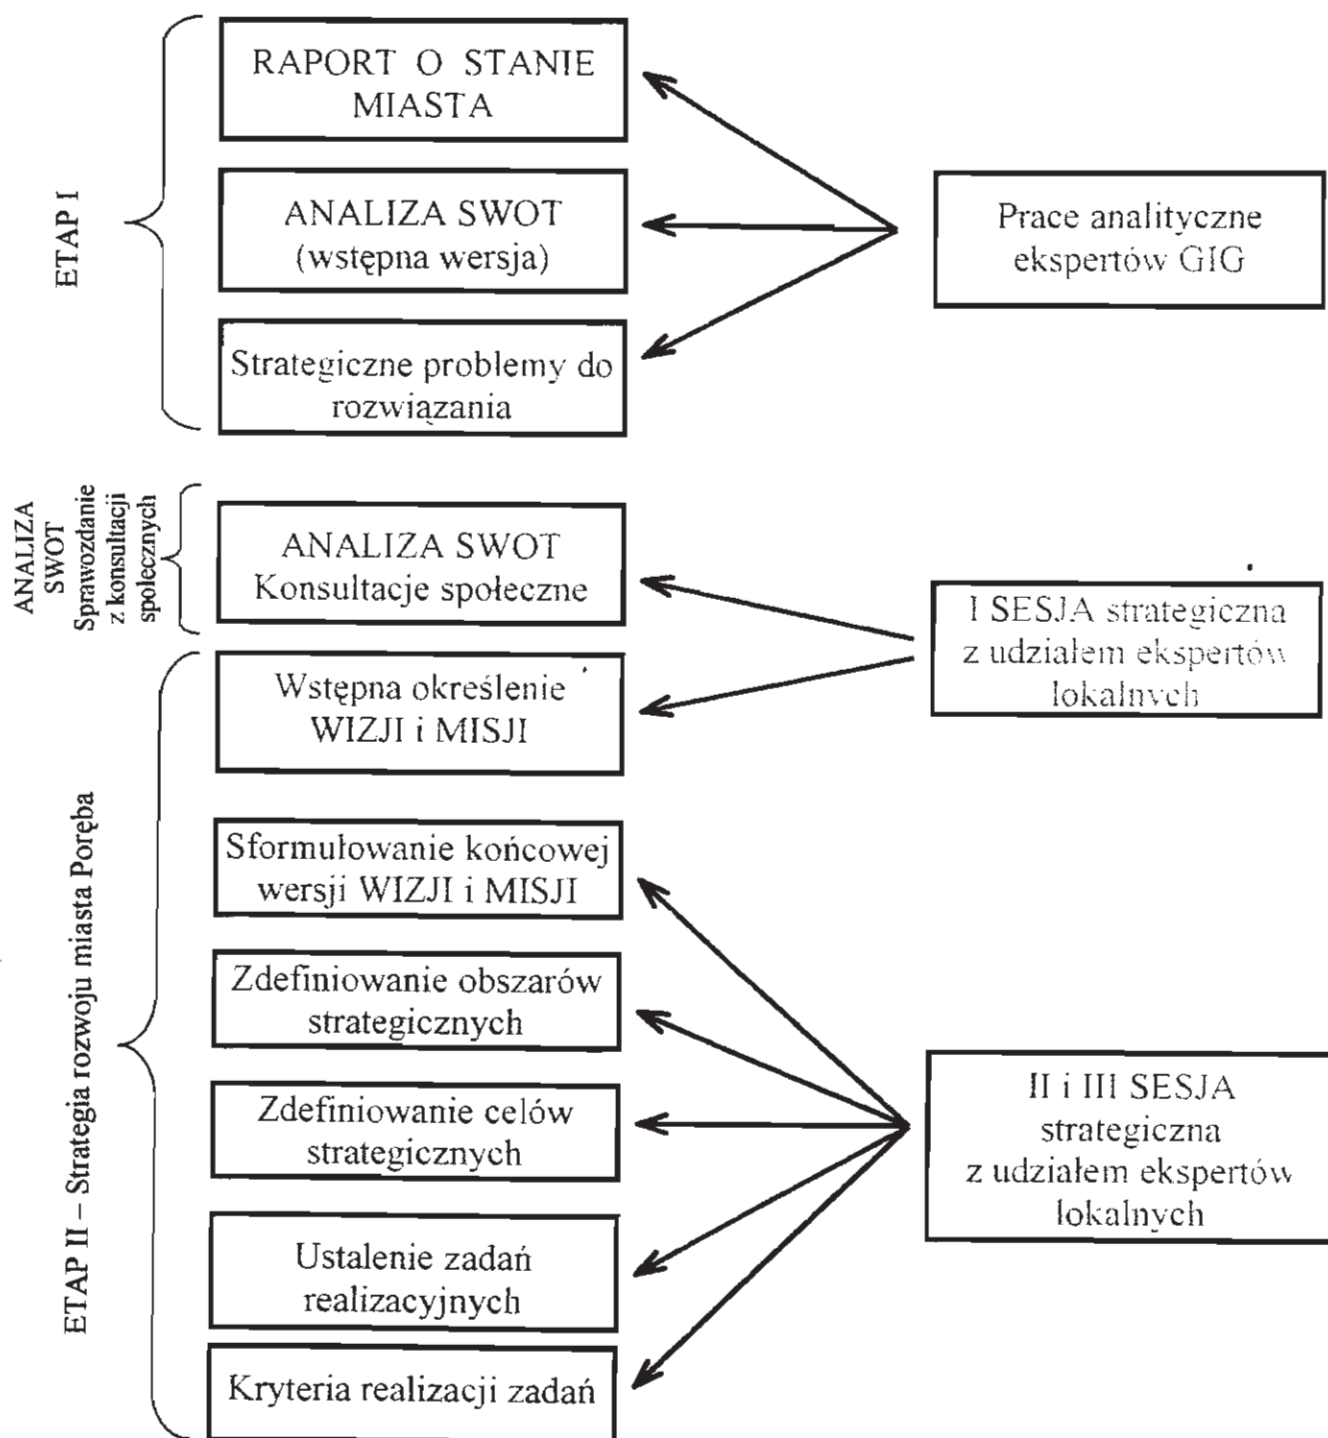 ETAP I
RAPORT O STANIE
MIASTA
ANALIZA SWOT
(wstępna wersja)
Strategiczne problemy do
rozwiązania
Prace analityczne
ekspertów GIG
ANALIZA
SWOT
Sprawozdanie
z konsultacji
społecznych
ANALIZA SWOT
Konsultacje społeczne
I SESJA strategiczna
z udziałem ekspertów
lokalnych
ETAP II – Strategia rozwoju miasta Poręba
Wstępna określenie
WIZJI i MISJI
Sformułowanie końcowej
wersji WIZJI i MISJI
Zdefiniowanie obszarów
strategicznych
Zdefiniowanie celów
strategicznych
Ustalenie zadań
realizacyjnych
Kryteria realizacji zadań
II i III SESJA
strategiczna
z udziałem ekspertów
lokalnych